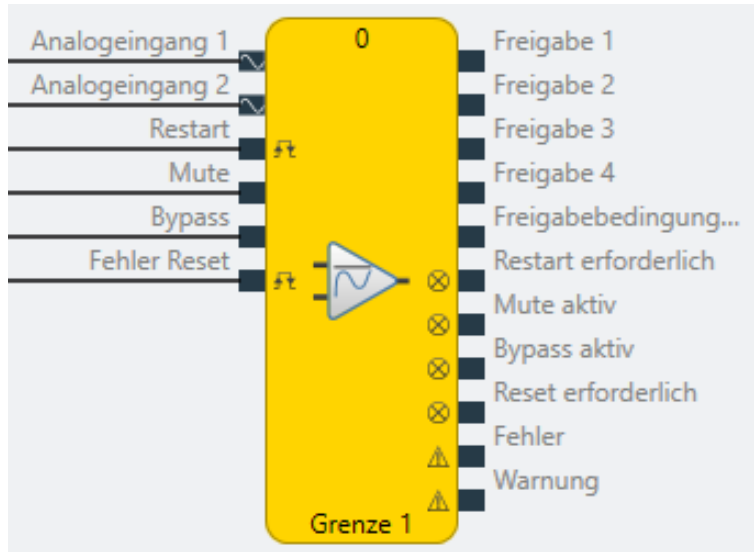 Analogeingang 1
Analogeingang 2
Restart
Mute
Bypass
Fehler Reset
0
Grenze 1
Freigabe 1
Freigabe 2
Freigabe 3
Freigabe 4
Freigabebedingung...
Restart erforderlich
Mute aktiv
Bypass aktiv
Reset erforderlich
Fehler
Warnung